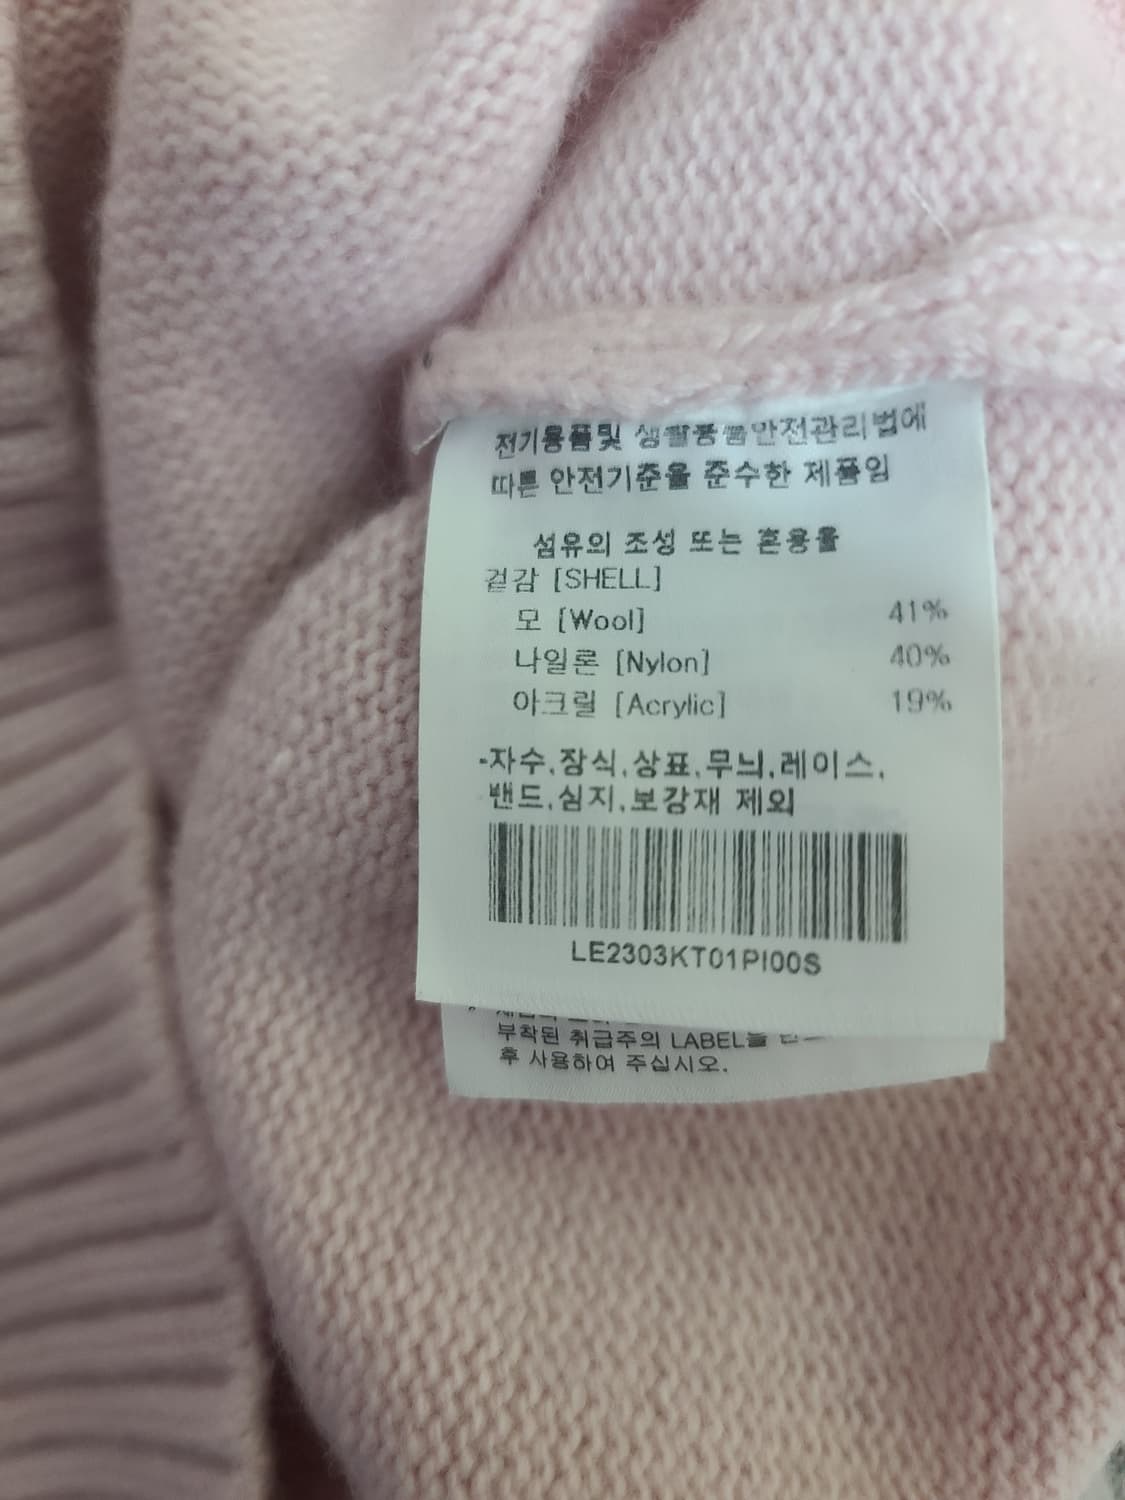 전기용품및 생활용품안전관리법에
따른 안전기준을 준수한 제품임
섬유의 조성 또는 혼용율
겉감 [SHELL]
모 [Wool] 41%
나일론 [Nylon] 40%
아크릴 [Acrylic] 19%
-자수,장식,상표,무늬,레이스,
밴드,심지,보강재 제외
LE2303KT01PI00S
부착된 취급주의 LABEL을
후 사용하여 주십시오.